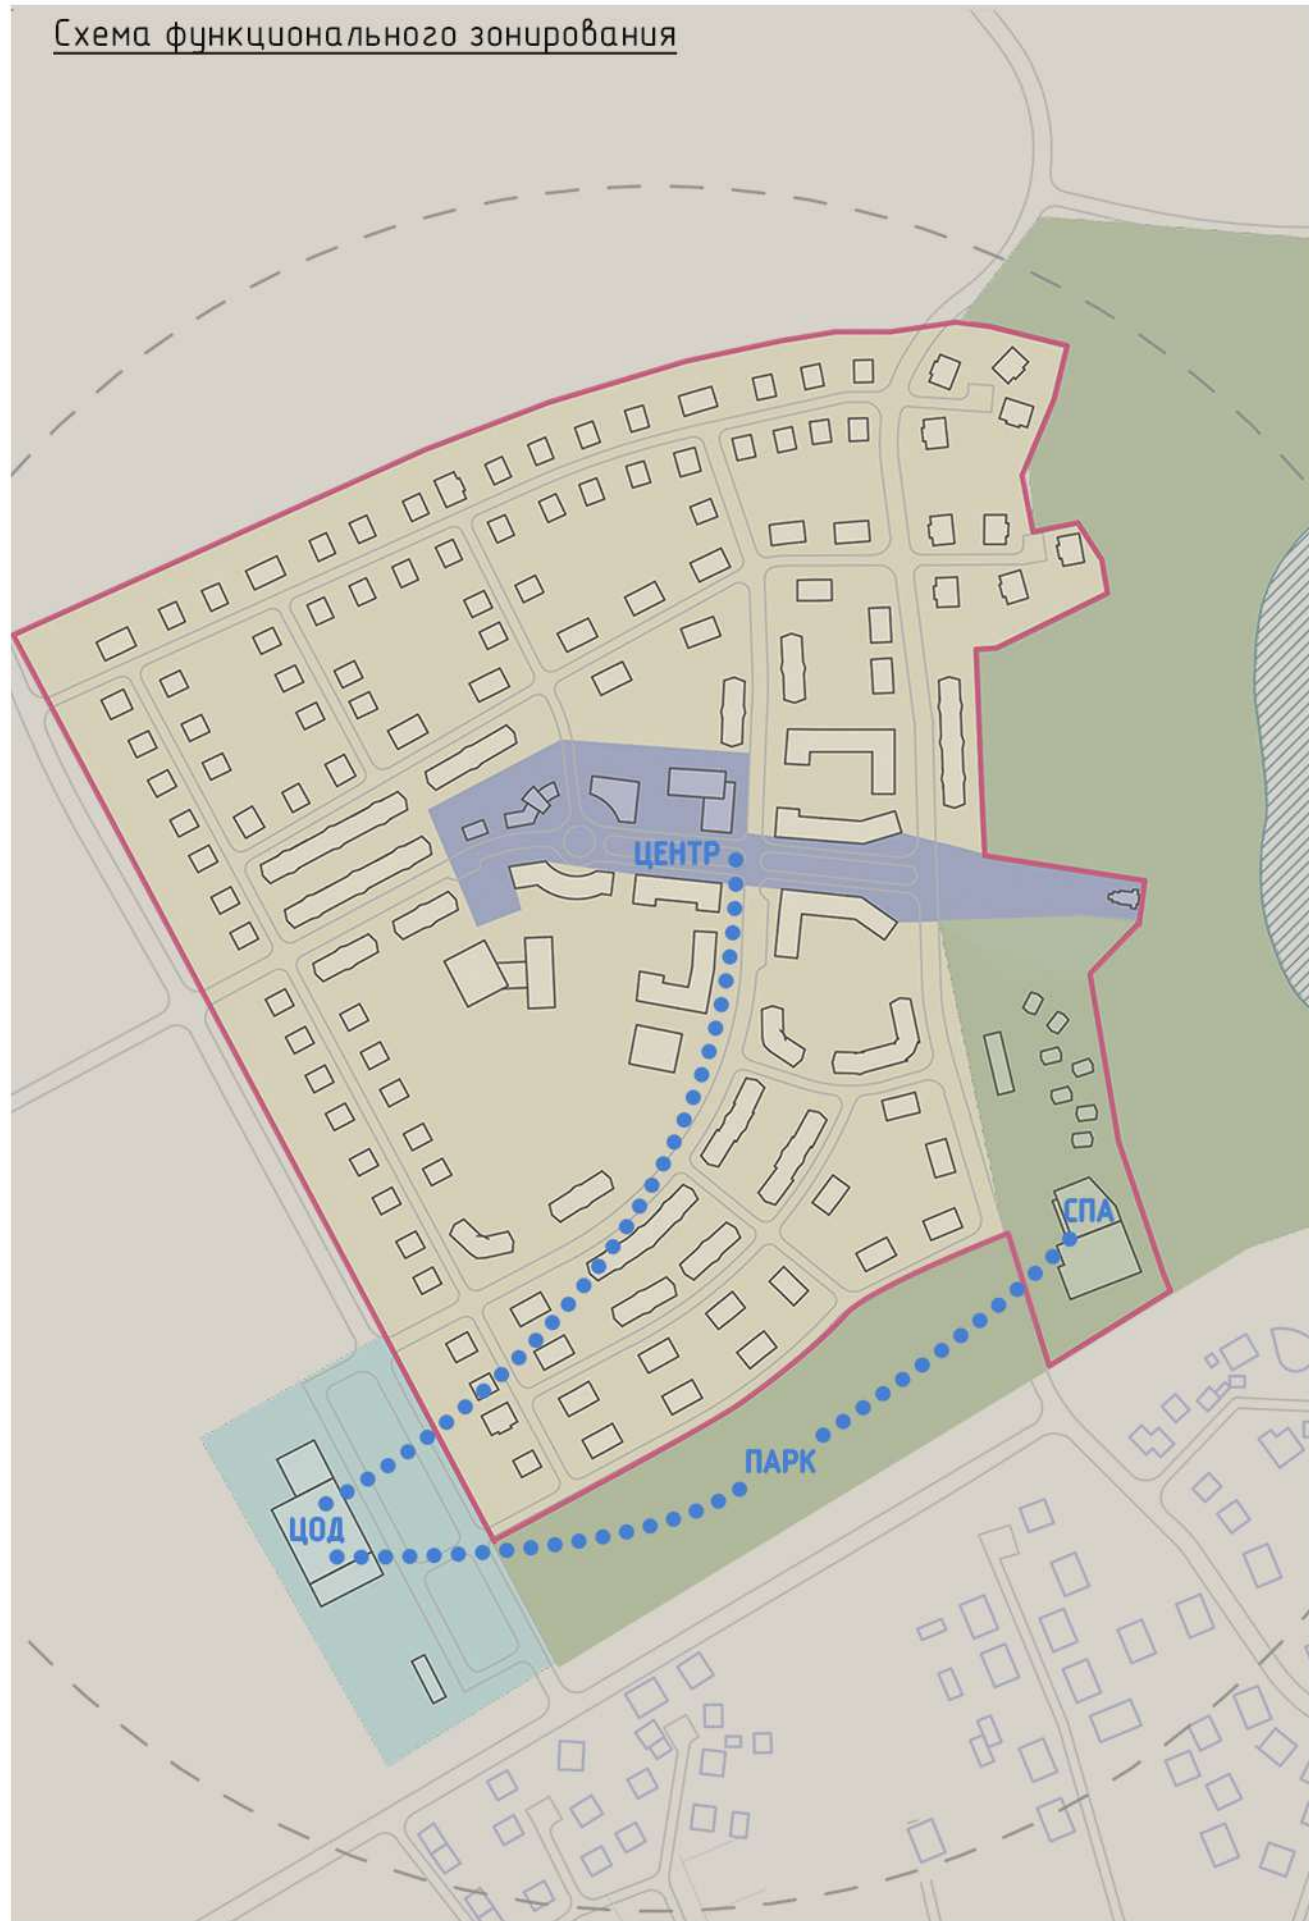 Схема функционального зонирования
ЦЕНТР
СПА
ПАРК
ЦОД